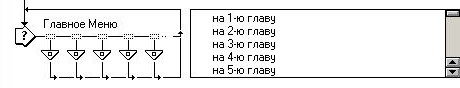 Главное Меню
?
на 1-ю главу
на 2-ю главу
на 3-ю главу
на 4-ю главу
на 5-ю главу